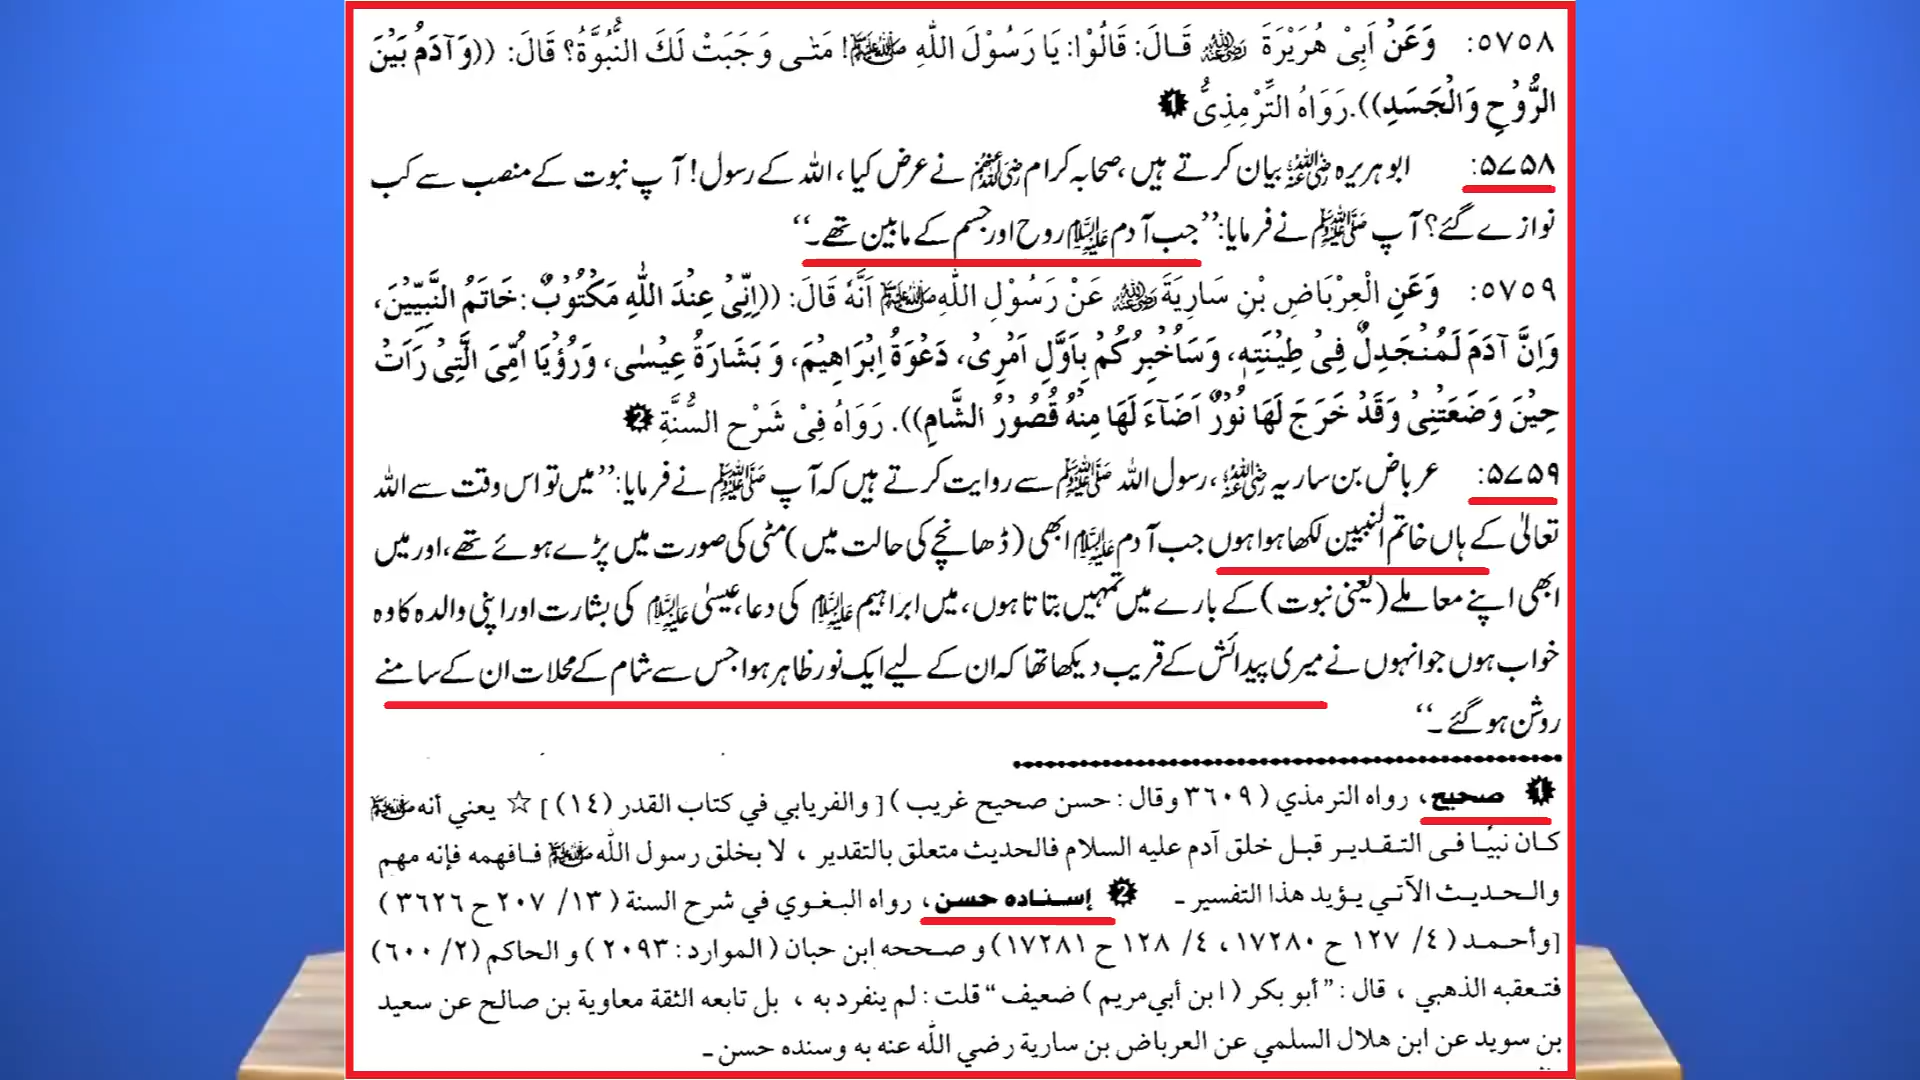 ٥٧٥٨: وَعَنْ اَبِیْ هُرَيْرَةَ رضی اللہ عنہ قَالَ: قَالُوْا: يَا رَسُوْلَ اللّٰهِ ﷺ! مَتٰى وَجَبَتْ لَكَ النُّبُوَّةُ؟ قَالَ: ((وَآدَمُ بَيْنَ
الرُّوْحِ وَالْجَسَدِ)). رَوَاهُ التِّرْمِذِیُّ ❶
۵۷۵۸: ابو ہریرہ رضی اللہ عنہ بیان کرتے ہیں، صحابہ کرام رضی اللہ عنہم نے عرض کیا، اللہ کے رسول! آپ نبوت کے منصب سے کب
نوازے گئے؟ آپ ﷺ نے فرمایا: ’’جب آدم علیہ السلام روح اور جسم کے مابین تھے۔‘‘
٥٧٥٩: وَعَنِ الْعِرْبَاضِ بْنِ سَارِيَةَ رضی اللہ عنہ عَنْ رَسُوْلِ اللّٰهِ ﷺ اَنَّهُ قَالَ: ((اِنِّیْ عِنْدَ اللّٰهِ مَكْتُوْبٌ: خَاتَمُ النَّبِيِّيْنَ،
وَاِنَّ آدَمَ لَمُنْجَدِلٌ فِیْ طِيْنَتِهٖ، وَسَاُخْبِرُكُمْ بِاَوَّلِ اَمْرِیْ، دَعْوَةُ اِبْرَاهِيْمَ، وَبَشَارَةُ عِيْسٰى، وَرُؤْيَا اُمِّیَ الَّتِیْ رَاَتْ
حِيْنَ وَضَعَتْنِیْ وَقَدْ خَرَجَ لَهَا نُوْرٌ اَضَآءَ لَهَا مِنْهُ قُصُوْرُ الشَّامِ)). رَوَاهُ فِیْ شَرْحِ السُّنَّةِ ❷
۵۷۵۹: عرباض بن ساریہ رضی اللہ عنہ، رسول اللہ ﷺ سے روایت کرتے ہیں کہ آپ ﷺ نے فرمایا: ’’میں تو اس وقت سے اللہ
تعالیٰ کے ہاں خاتم النبیین لکھا ہوا ہوں جب آدم علیہ السلام ابھی (ڈھانچے کی حالت میں) مٹی کی صورت میں پڑے ہوئے تھے، اور میں
ابھی اپنے معاملے (یعنی نبوت) کے بارے میں تمہیں بتاتا ہوں، میں ابراہیم علیہ السلام کی دعا، عیسیٰ علیہ السلام کی بشارت اور اپنی والدہ کا وہ
خواب ہوں جو انہوں نے میری پیدائش کے قریب دیکھا تھا کہ ان کے لیے ایک نور ظاہر ہوا جس سے شام کے محلات ان کے سامنے
روشن ہو گئے۔‘‘
❶ صحیح، رواه الترمذي (٣٦٠٩ وقال: حسن صحيح غريب) [والفريابي في كتاب القدر (١٤)] ☆ يعني أنه ﷺ
كان نبيًا فى التقدير قبل خلق آدم عليه السلام فالحديث متعلق بالتقدير، لا بخلق رسول اللّٰه ﷺ فافهمه فإنه مهم
والحديث الآتي يؤيد هذا التفسير۔ ❷ إسناده حسن، رواه البغوي في شرح السنة (١٣/ ٢٠٧ ح ٣٦٢٦)
[وأحمد (٤/ ١٢٧ ح ١٧٢٨٠، ٤/ ١٢٨ ح ١٧٢٨١) و صححه ابن حبان (الموارد: ٢٠٩٣) و الحاكم (٢/ ٦٠٠)
فتعقبه الذهبي، قال: ”أبو بكر (ابن أبي مريم) ضعيف“ قلت: لم ينفرد به، بل تابعه الثقة معاوية بن صالح عن سعيد
بن سويد عن ابن هلال السلمي عن العرباض بن سارية رضي اللّٰه عنه به وسنده حسن۔